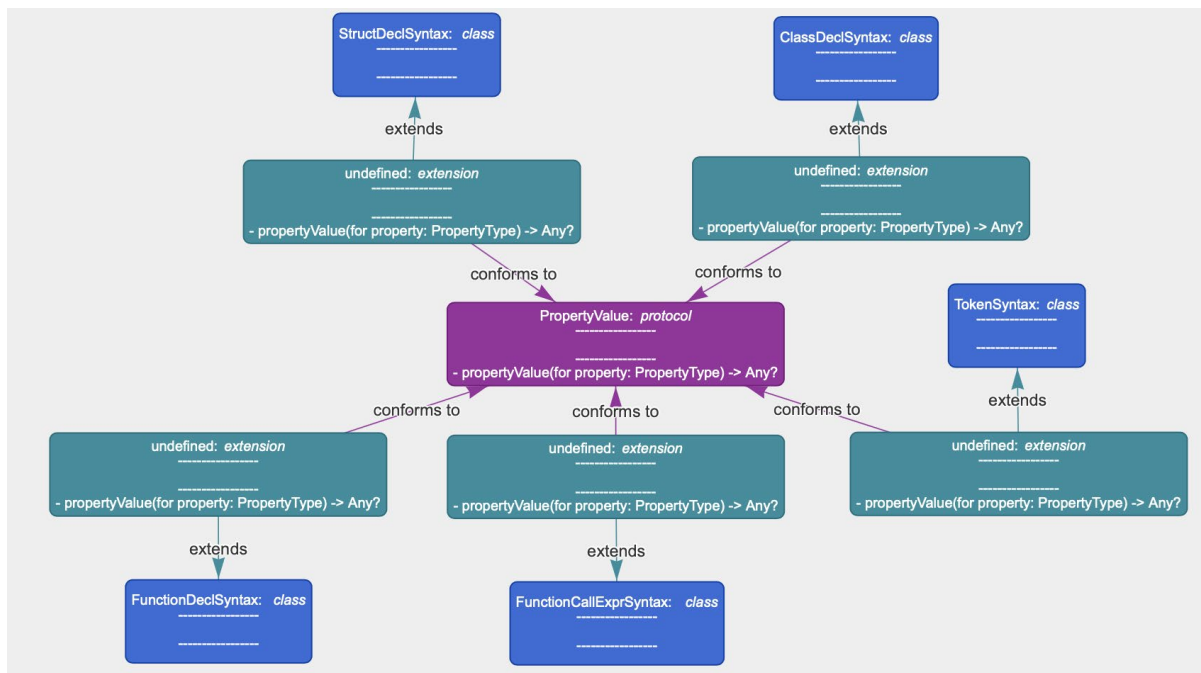 StructDeclSyntax: class
-----------------
-----------------
ClassDeclSyntax: class
-----------------
-----------------
extends
extends
undefined: extension
-----------------
-----------------
- propertyValue(for property: PropertyType) -> Any?
undefined: extension
-----------------
-----------------
- propertyValue(for property: PropertyType) -> Any?
conforms to
conforms to
PropertyValue: protocol
-----------------
-----------------
- propertyValue(for property: PropertyType) -> Any?
TokenSyntax: class
-----------------
-----------------
conforms to
conforms to
conforms to
extends
undefined: extension
-----------------
-----------------
- propertyValue(for property: PropertyType) -> Any?
undefined: extension
-----------------
-----------------
- propertyValue(for property: PropertyType) -> Any?
undefined: extension
-----------------
-----------------
- propertyValue(for property: PropertyType) -> Any?
extends
extends
FunctionDeclSyntax: class
-----------------
-----------------
FunctionCallExprSyntax: class
-----------------
-----------------